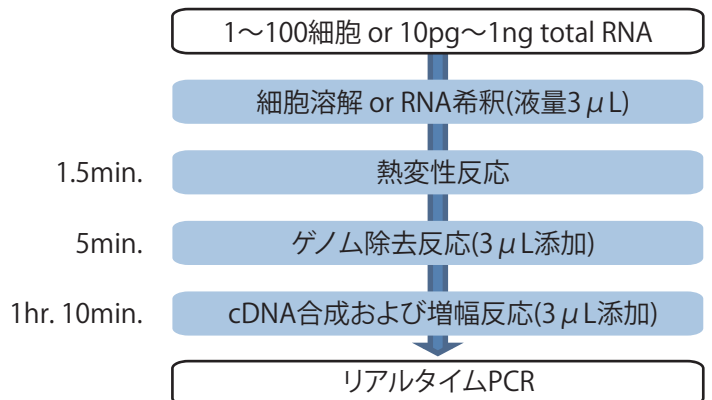 1～100細胞 or 10pg～1ng total RNA
細胞溶解 or RNA希釈(液量3μL)
1.5min. 熱変性反応
5min. ゲノム除去反応(3μL添加)
1hr. 10min. cDNA合成および増幅反応(3μL添加)
リアルタイムPCR